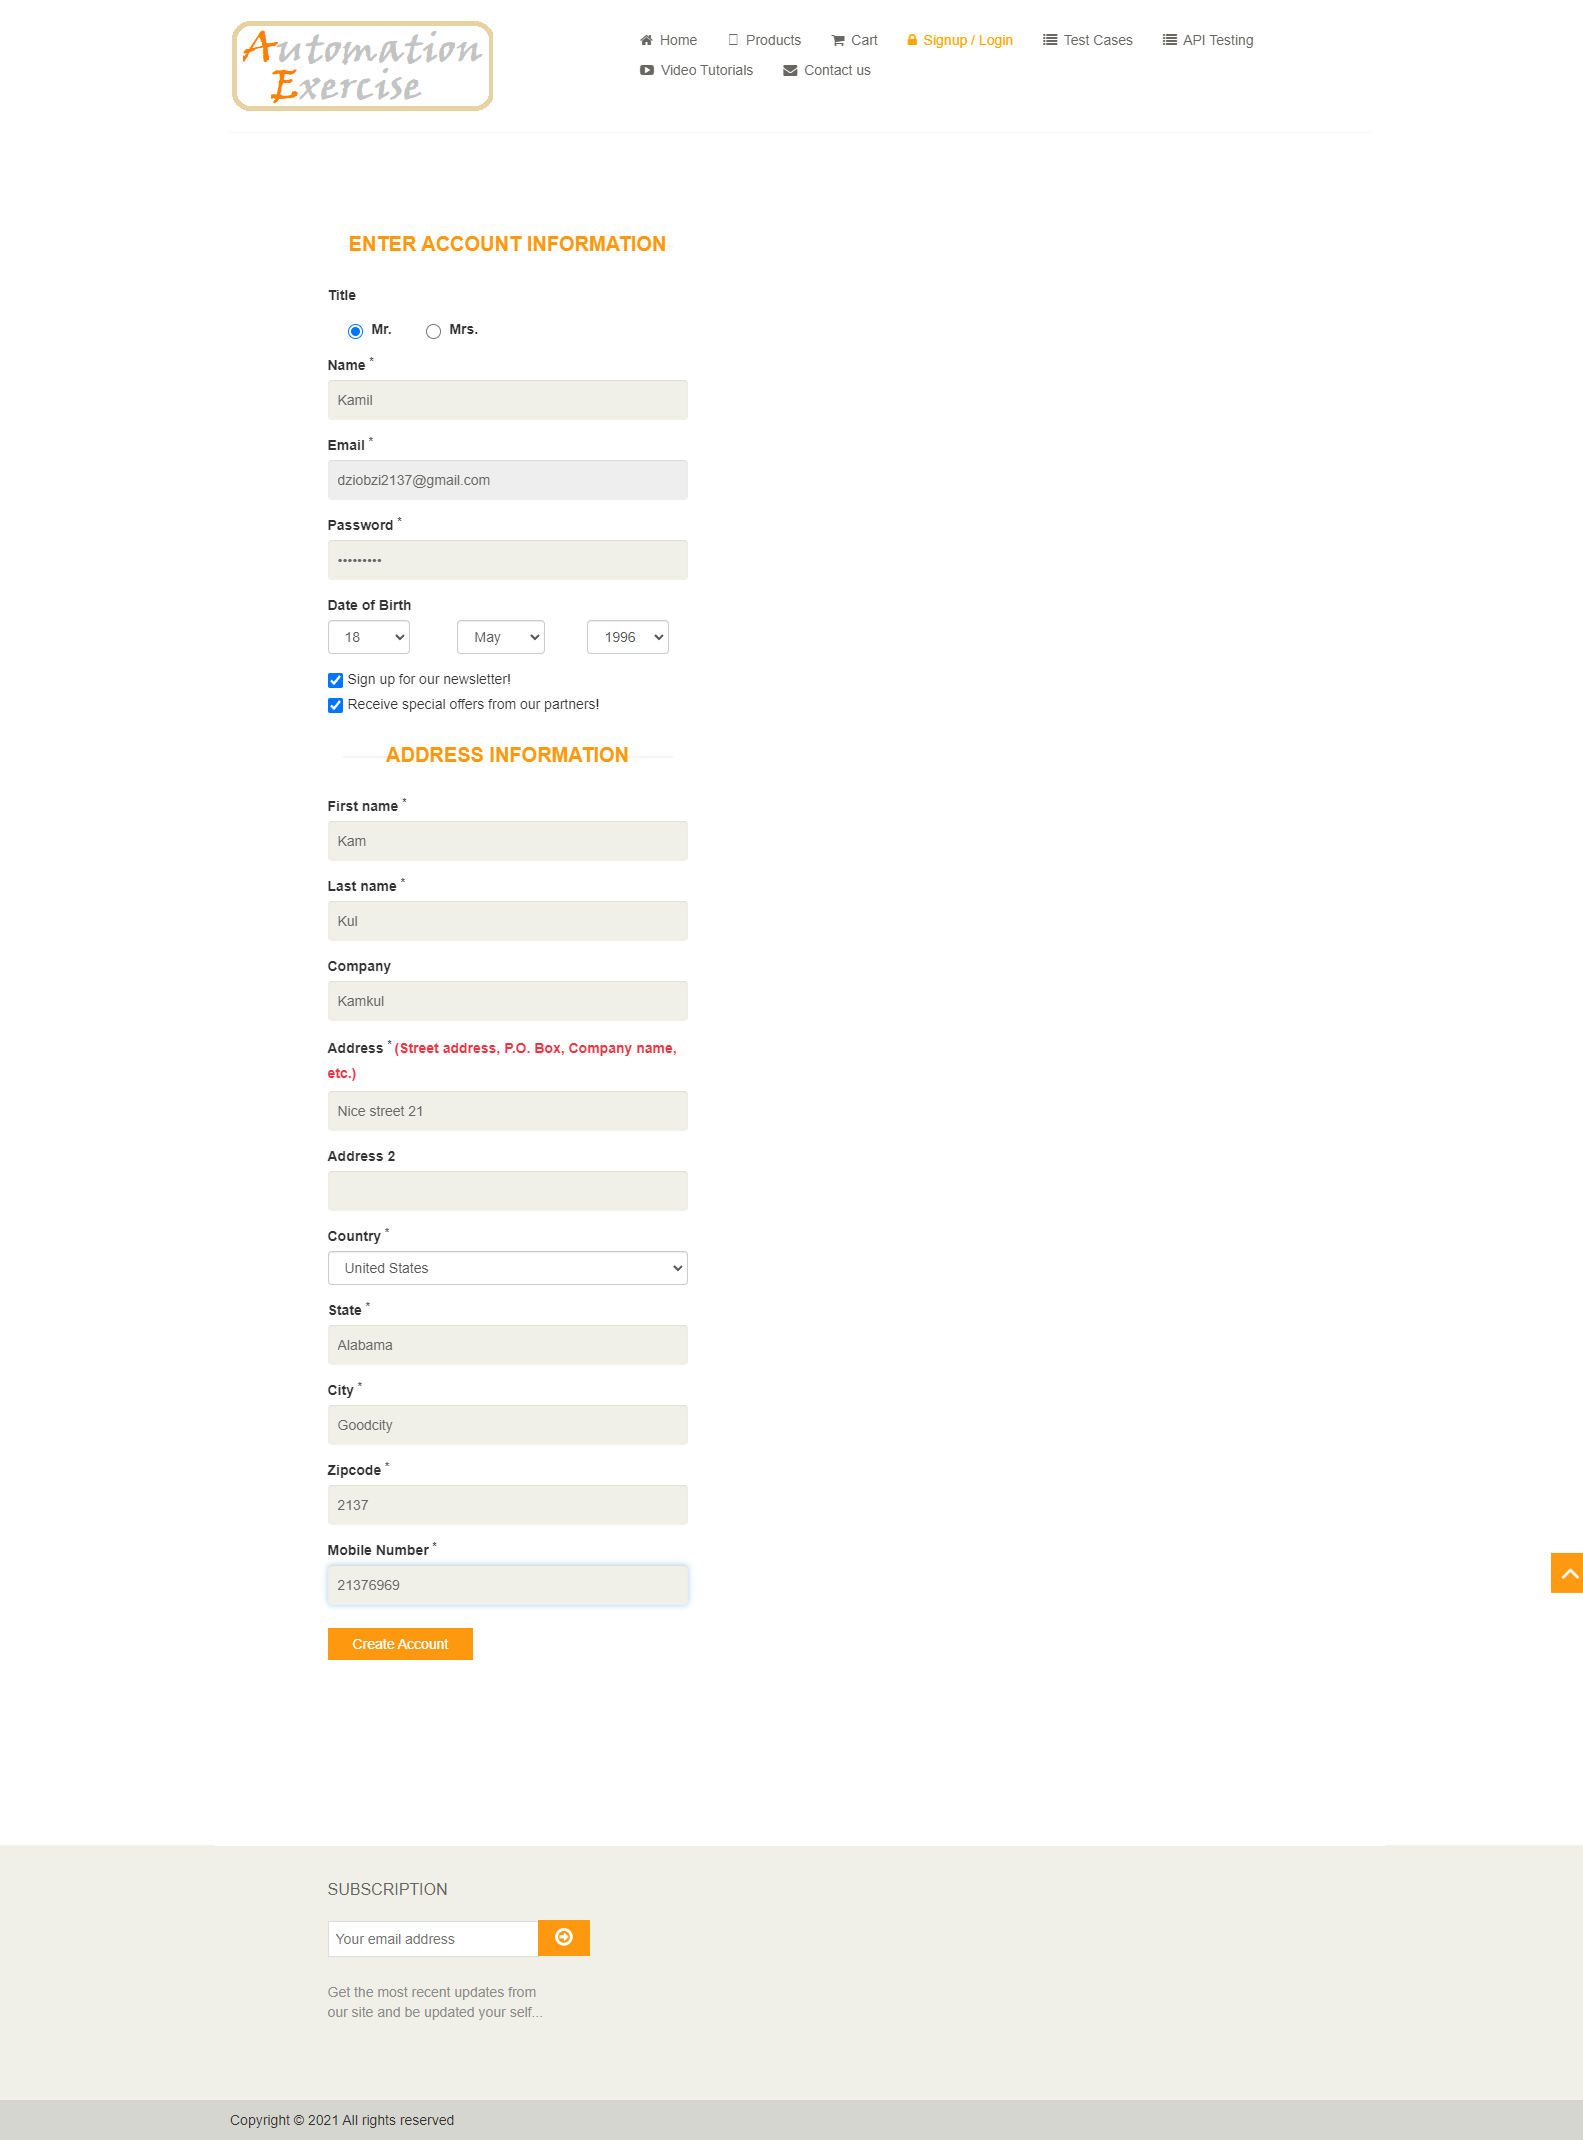 Automation
Exercise
Home Products Cart Signup / Login Test Cases API Testing
Video Tutorials Contact us
ENTER ACCOUNT INFORMATION
Title
Mr. Mrs.
Name *
Kamil
Email *
dziobzi2137@gmail.com
Password *
•••••••••
Date of Birth
18 May 1996
Sign up for our newsletter!
Receive special offers from our partners!
ADDRESS INFORMATION
First name *
Kam
Last name *
Kul
Company
Kamkul
Address * (Street address, P.O. Box, Company name,
etc.)
Nice street 21
Address 2
Country *
United States
State *
Alabama
City *
Goodcity
Zipcode *
2137
Mobile Number *
21376969
Create Account
SUBSCRIPTION
Your email address
Get the most recent updates from
our site and be updated your self...
Copyright © 2021 All rights reserved